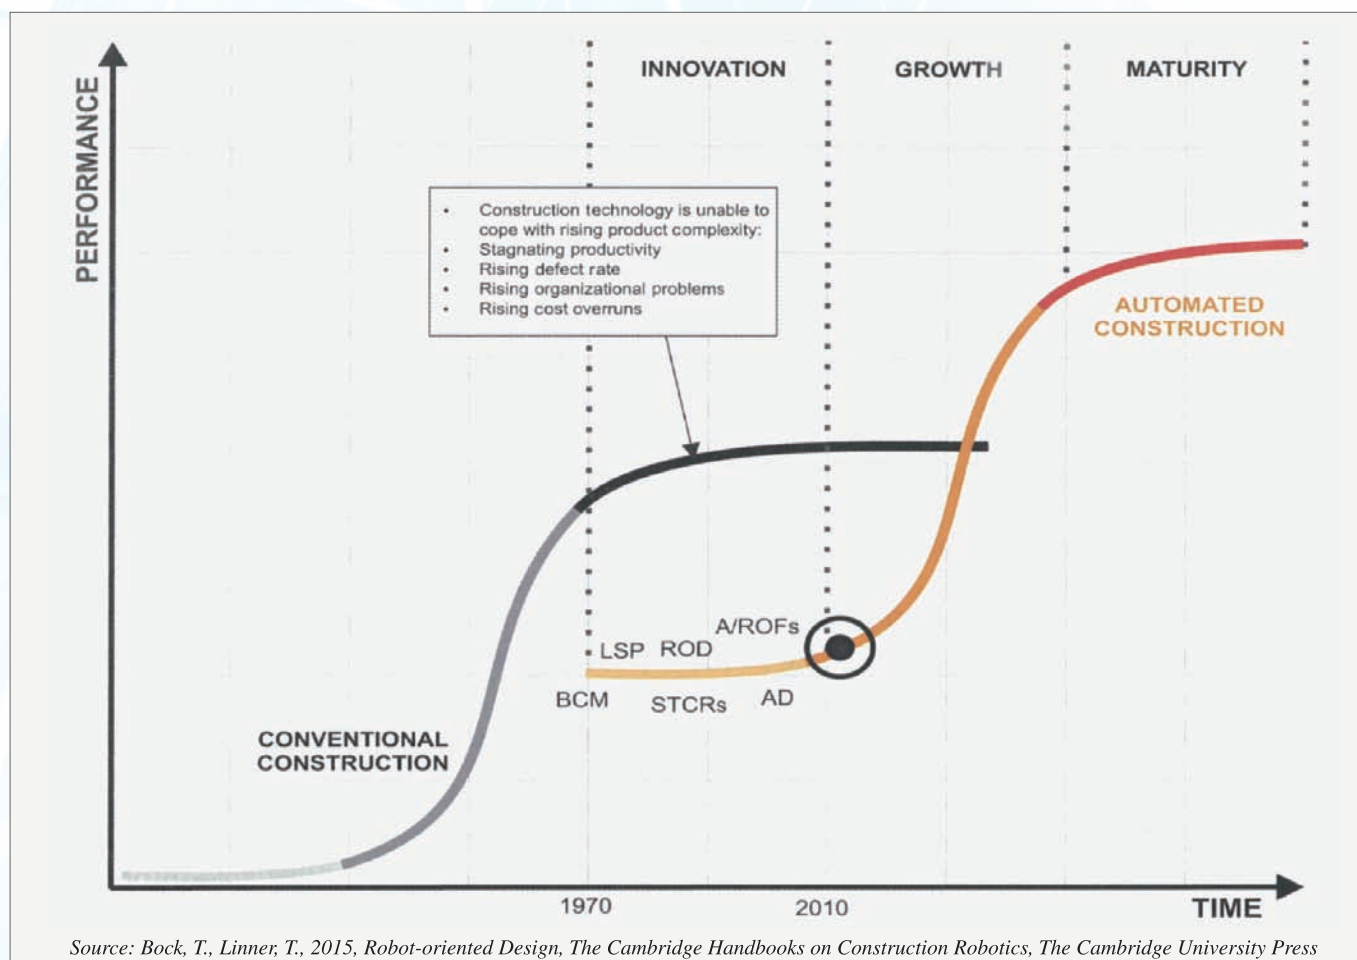 PERFORMANCE
INNOVATION
GROWTH
MATURITY
• Construction technology is unable to
cope with rising product complexity:
• Stagnating productivity
• Rising defect rate
• Rising organizational problems
• Rising cost overruns
AUTOMATED
CONSTRUCTION
A/ROFs
LSP ROD
BCM
STCRs
AD
CONVENTIONAL
CONSTRUCTION
1970
2010
TIME
Source: Bock, T., Linner, T., 2015, Robot-oriented Design, The Cambridge Handbooks on Construction Robotics, The Cambridge University Press